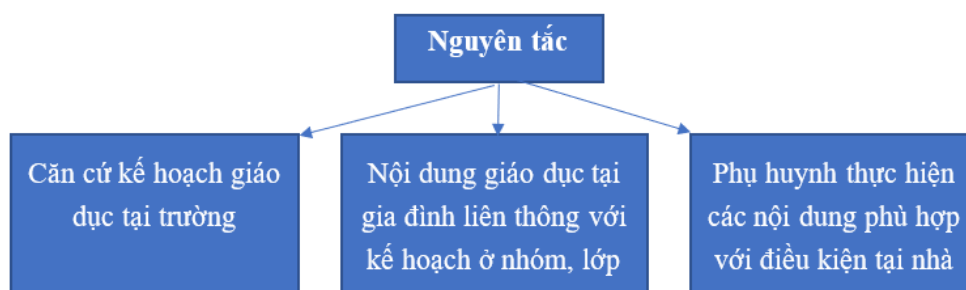 Nguyên tắc
Căn cứ kế hoạch giáo
dục tại trường
Nội dung giáo dục tại
gia đình liên thông với
kế hoạch ở nhóm, lớp
Phụ huynh thực hiện
các nội dung phù hợp
với điều kiện tại nhà